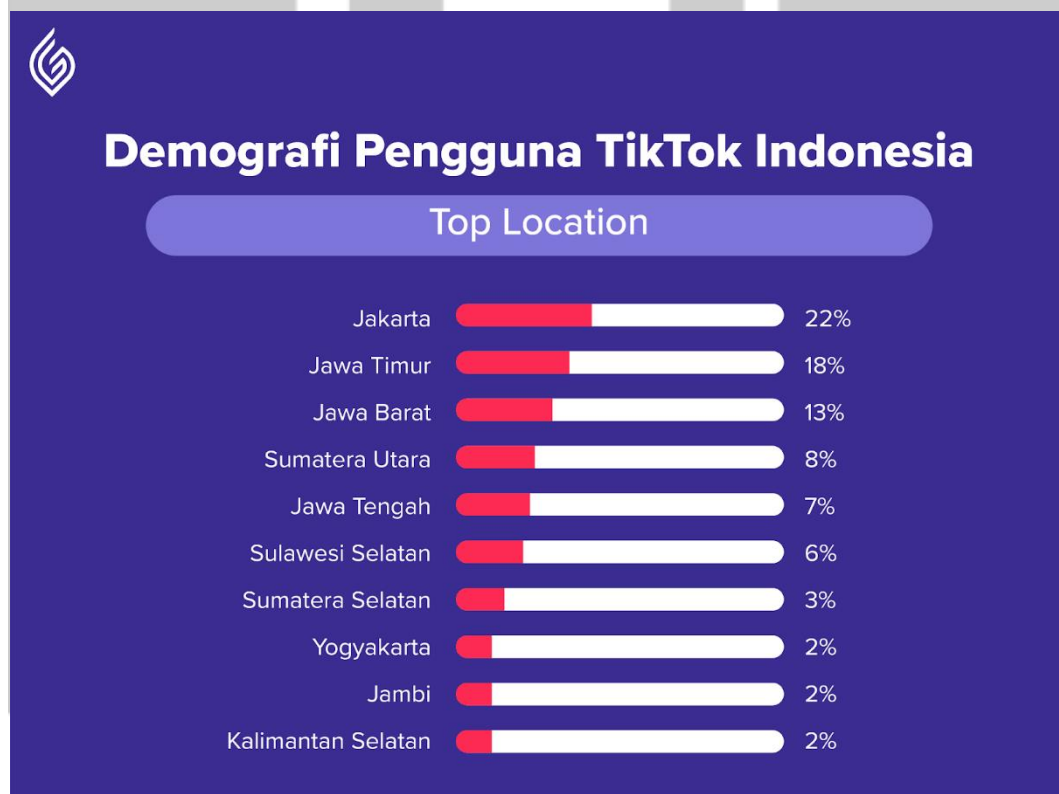 Demografi Pengguna TikTok Indonesia
Top Location
Jakarta 22%
Jawa Timur 18%
Jawa Barat 13%
Sumatera Utara 8%
Jawa Tengah 7%
Sulawesi Selatan 6%
Sumatera Selatan 3%
Yogyakarta 2%
Jambi 2%
Kalimantan Selatan 2%